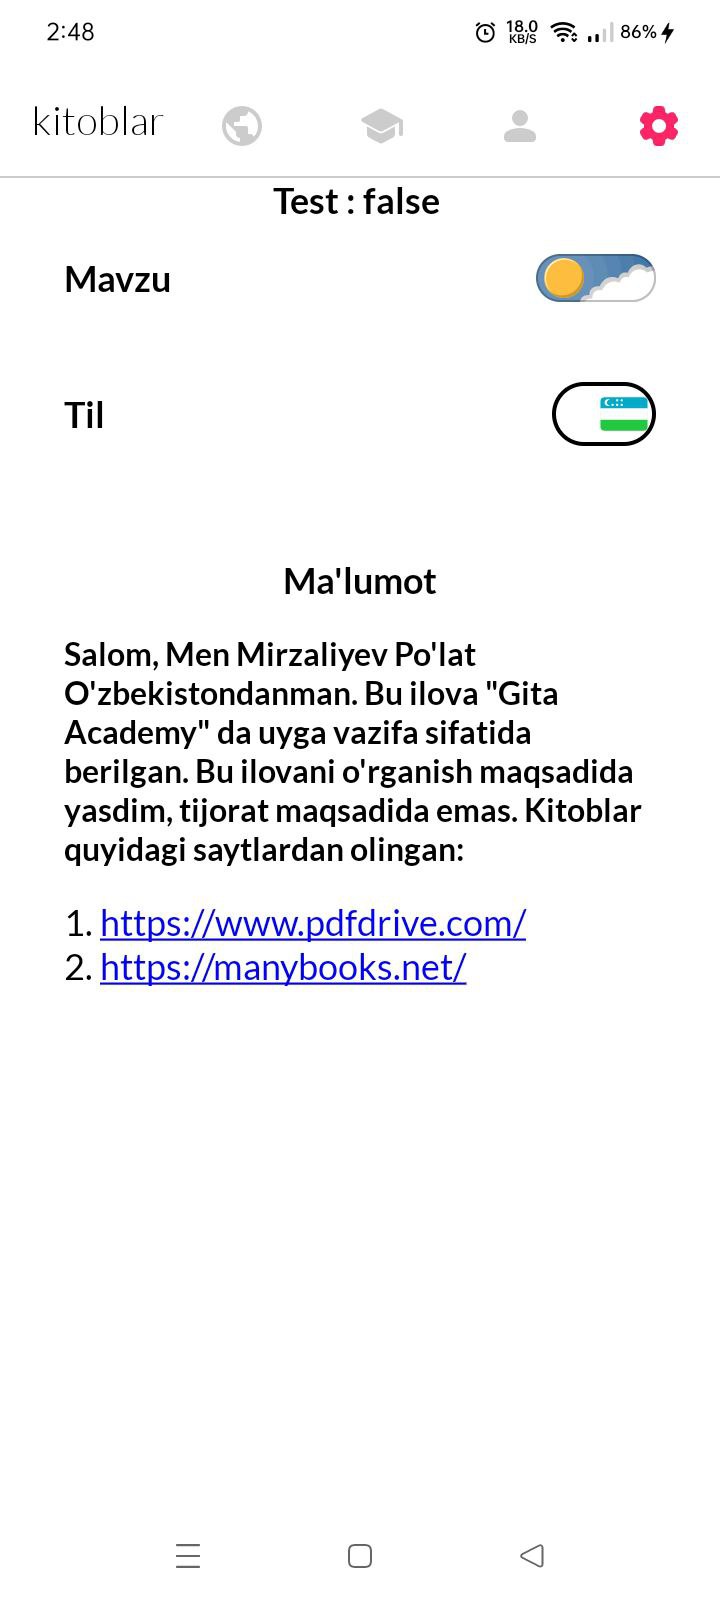 2:48
18.0
KB/S
86%
kitoblar
Test : false
Mavzu
Til
Ma'lumot
Salom, Men Mirzaliyev Po'lat
O'zbekistondanman. Bu ilova "Gita
Academy" da uyga vazifa sifatida
berilgan. Bu ilovani o'rganish maqsadida
yasdim, tijorat maqsadida emas. Kitoblar
quyidagi saytlardan olingan:
1. https://www.pdfdrive.com/
2. https://manybooks.net/